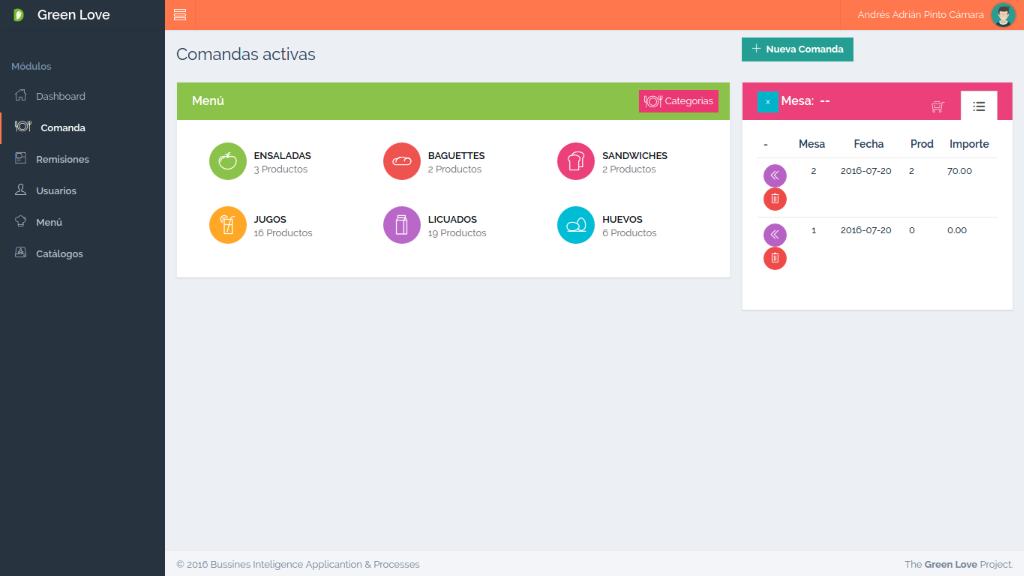 Green Love
Andrés Adrián Pinto Cámara
Módulos
Dashboard
Comanda
Remisiones
Usuarios
Menú
Catálogos
Comandas activas
Nueva Comanda
Menú
Categorias
ENSALADAS
3 Productos
BAGUETTES
2 Productos
SANDWICHES
2 Productos
JUGOS
16 Productos
LICUADOS
19 Productos
HUEVOS
6 Productos
x Mesa: --
- Mesa Fecha Prod Importe
2 2016-07-20 2 70.00
1 2016-07-20 0 0.00
© 2016 Bussines Inteligence Applicantion & Processes
The Green Love Project.